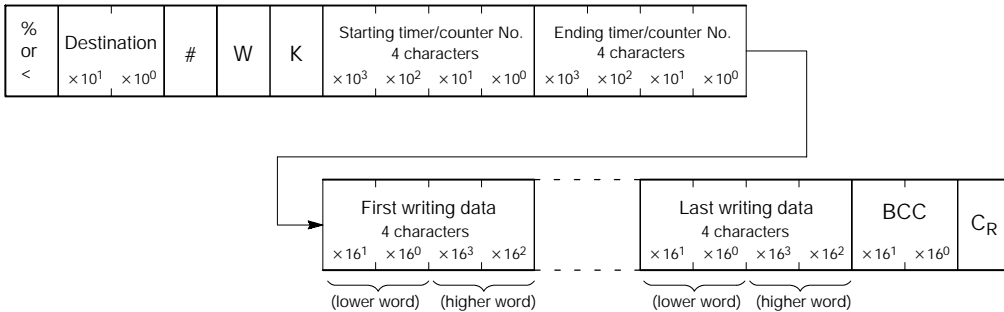 % or <
Destination
×10¹ ×10⁰
#
W
K
Starting timer/counter No.
4 characters
×10³ ×10² ×10¹ ×10⁰
Ending timer/counter No.
4 characters
×10³ ×10² ×10¹ ×10⁰
First writing data
4 characters
×16¹ ×16⁰ ×16³ ×16²
(lower word) (higher word)
Last writing data
4 characters
×16¹ ×16⁰ ×16³ ×16²
(lower word) (higher word)
BCC
×16¹ ×16⁰
C_R